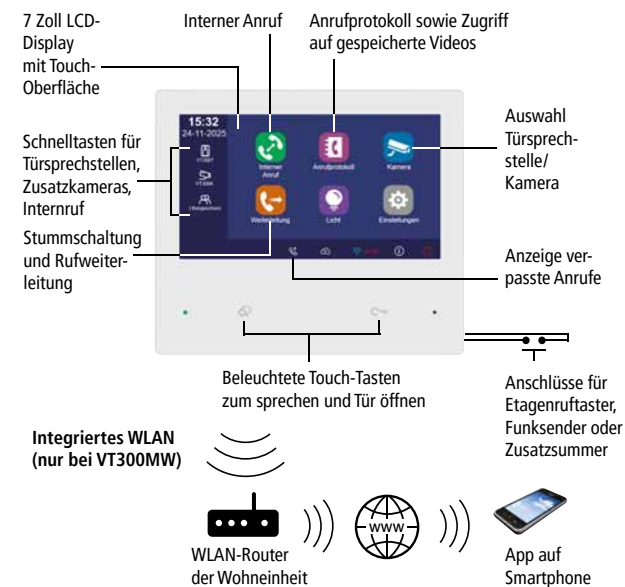 7 Zoll LCD-
Display
mit Touch-
Oberfläche
Interner Anruf
Anrufprotokoll sowie Zugriff
auf gespeicherte Videos
15:32
24-11-2025
Schnelltasten für
Türsprechstellen,
Zusatzkameras,
Internruf
Interner
Anruf
Anrufprotokoll
Kamera
Auswahl
Türsprech-
stelle/
Kamera
Stummschaltung
und Rufweiter-
leitung
Weiterleitung
Licht
Einstellungen
Anzeige ver-
passte Anrufe
Beleuchtete Touch-Tasten
zum sprechen und Tür öffnen
Anschlüsse für
Etagenruftaster,
Funksender oder
Zusatzsummer
Integriertes WLAN
(nur bei VT300MW)
www
WLAN-Router
der Wohneinheit
App auf
Smartphone